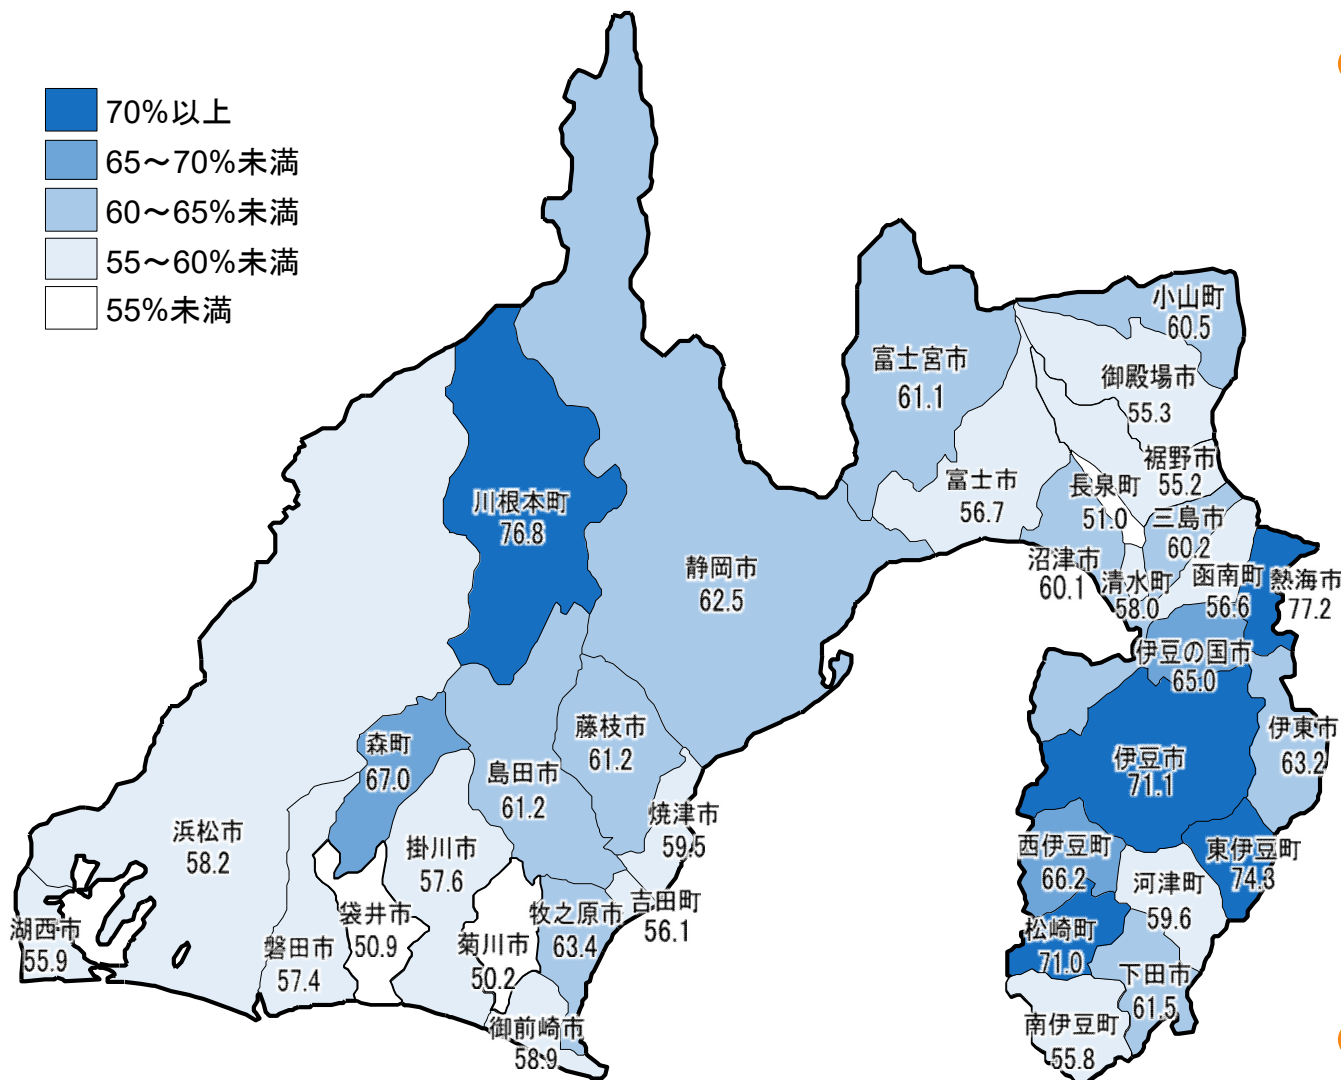 70%以上
65～70%未満
60～65%未満
55～60%未満
55%未満
小山町
60.5
富士宮市
61.1
御殿場市
55.3
裾野市
55.2
富士市
56.7
長泉町
51.0
三島市
60.2
川根本町
76.8
静岡市
62.5
沼津市
60.1
清水町
58.0
函南町
56.6
熱海市
77.2
伊豆の国市
65.0
伊東市
63.2
伊豆市
71.1
森町
67.0
藤枝市
61.2
島田市
61.2
焼津市
59.5
浜松市
58.2
掛川市
57.6
西伊豆町
66.2
東伊豆町
74.3
河津町
59.6
湖西市
55.9
磐田市
57.4
袋井市
50.9
菊川市
50.2
牧之原市
63.4
吉田町
56.1
松崎町
71.0
下田市
61.5
御前崎市
58.9
南伊豆町
55.8